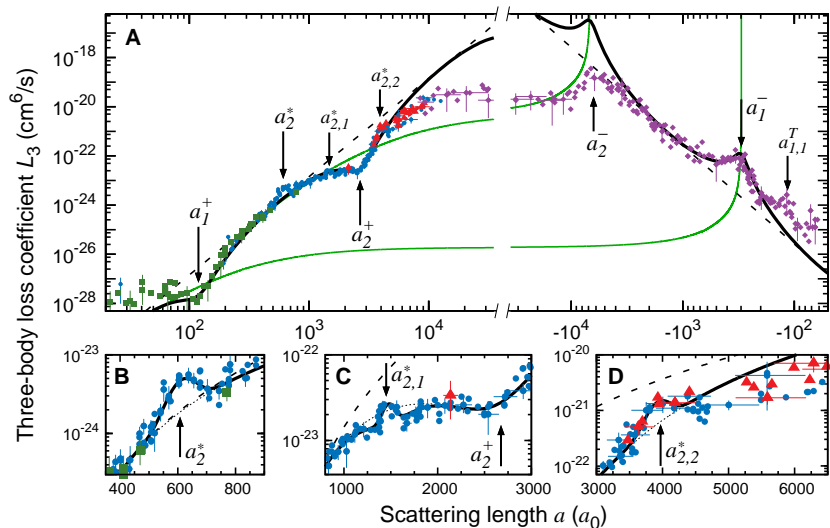 A
10^-18
10^-20
10^-22
10^-24
10^-26
10^-28
Three-body loss coefficient L_3 (cm^6/s)
a_1^+
a_2^*
a_{2,1}^*
a_{2,2}^*
a_2^+
a_2^-
a_1^-
a_{1,1}^T
10^2
10^3
10^4
-10^4
-10^3
-10^2
B
10^-23
10^-24
a_2^*
400
600
800
C
10^-22
10^-23
a_{2,1}^*
a_2^+
1000
1500
2000
2500
3000
D
10^-20
10^-21
10^-22
a_{2,2}^*
3000
4000
5000
6000
Scattering length a (a_0)